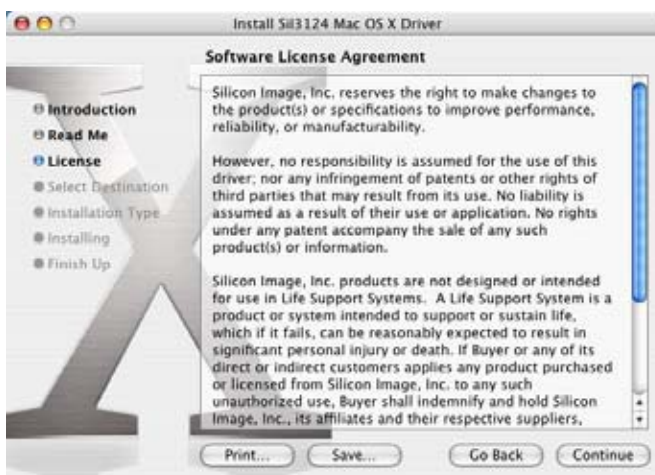 Install SiI3124 Mac OS X Driver
Software License Agreement
Introduction
Read Me
License
Select Destination
Installation Type
Installing
Finish Up
Silicon Image, Inc. reserves the right to make changes to
the product(s) or specifications to improve performance,
reliability, or manufacturability.
However, no responsibility is assumed for the use of this
driver; nor any infringement of patents or other rights of
third parties that may result from its use. No liability is
assumed as a result of their use or application. No rights
under any patent accompany the sale of any such
product(s) or information.
Silicon Image, Inc. products are not designed or intended
for use in Life Support Systems. A Life Support System is a
product or system intended to support or sustain life,
which if it fails, can be reasonably expected to result in
significant personal injury or death. If Buyer or any of its
direct or indirect customers applies any product purchased
or licensed from Silicon Image, Inc. to any such
unauthorized use, Buyer shall indemnify and hold Silicon
Image, Inc., its affiliates and their respective suppliers,
Print... Save... Go Back Continue